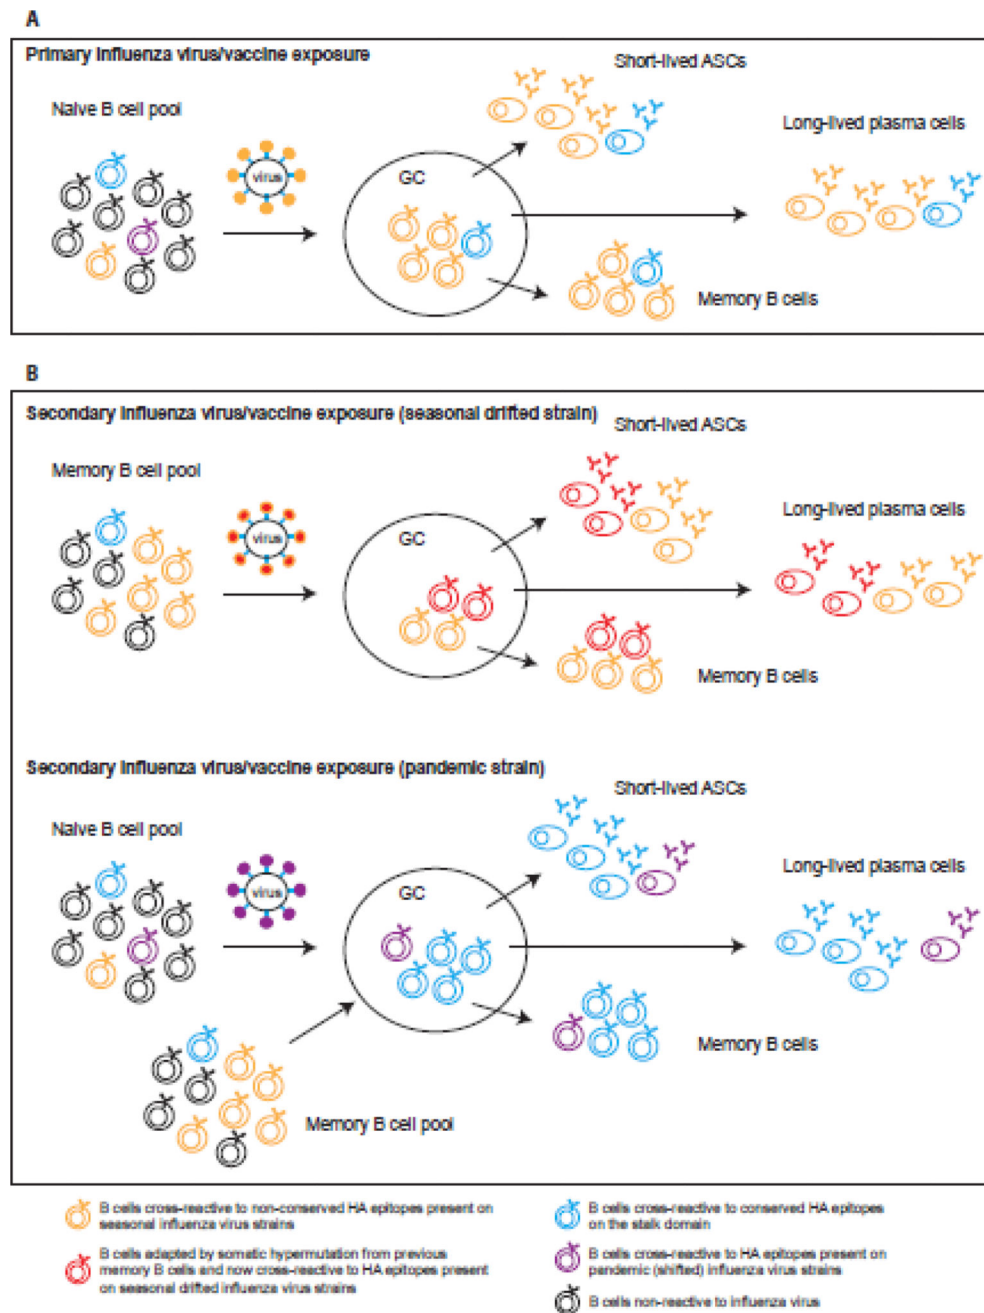 A
Primary influenza virus/vaccine exposure
Short-lived ASCs
Naive B cell pool
Long-lived plasma cells
virus
GC
Memory B cells
B
Secondary influenza virus/vaccine exposure (seasonal drifted strain)
Short-lived ASCs
Memory B cell pool
Long-lived plasma cells
virus
GC
Memory B cells
Secondary influenza virus/vaccine exposure (pandemic strain)
Short-lived ASCs
Naive B cell pool
Long-lived plasma cells
virus
GC
Memory B cells
Memory B cell pool
B cells cross-reactive to non-conserved HA epitopes present on
seasonal influenza virus strains
B cells adapted by somatic hypermutation from previous
memory B cells and now cross-reactive to HA epitopes present
on seasonal drifted influenza virus strains
B cells cross-reactive to conserved HA epitopes
on the stalk domain
B cells cross-reactive to HA epitopes present on
pandemic (shifted) influenza virus strains
B cells non-reactive to influenza virus